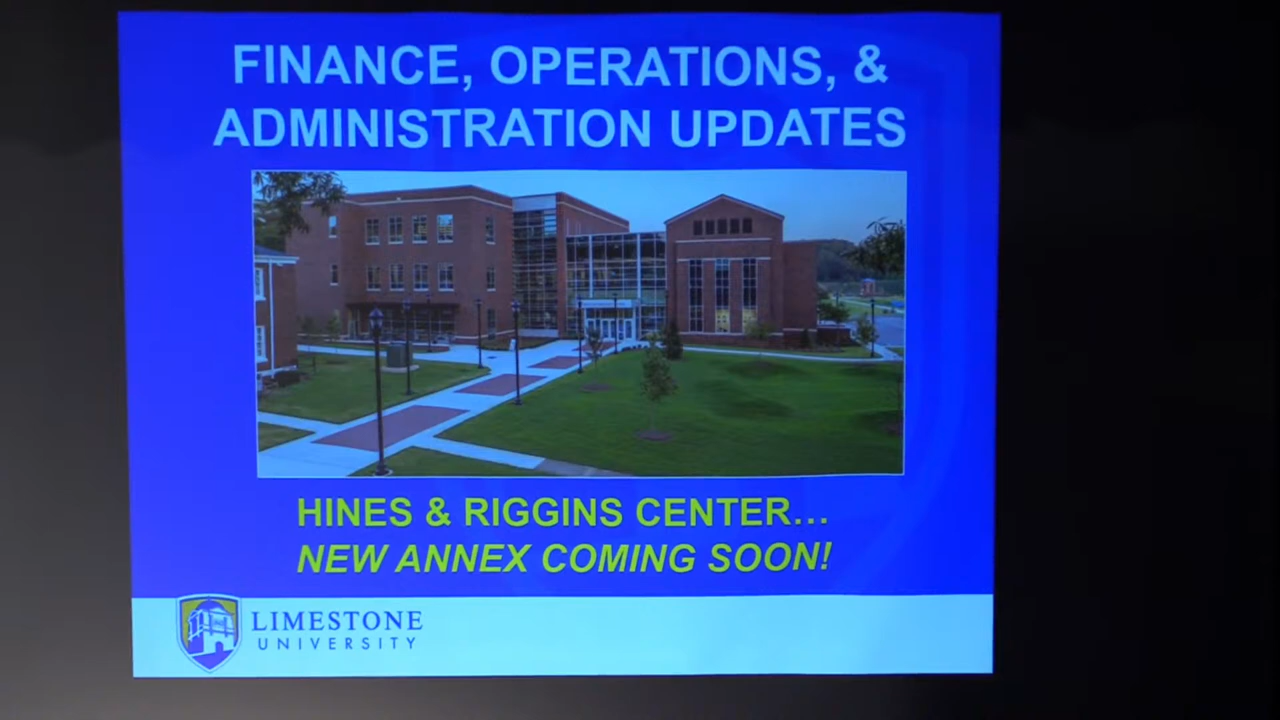 FINANCE, OPERATIONS, &
ADMINISTRATION UPDATES
HINES & RIGGINS CENTER...
NEW ANNEX COMING SOON!
LIMESTONE
UNIVERSITY